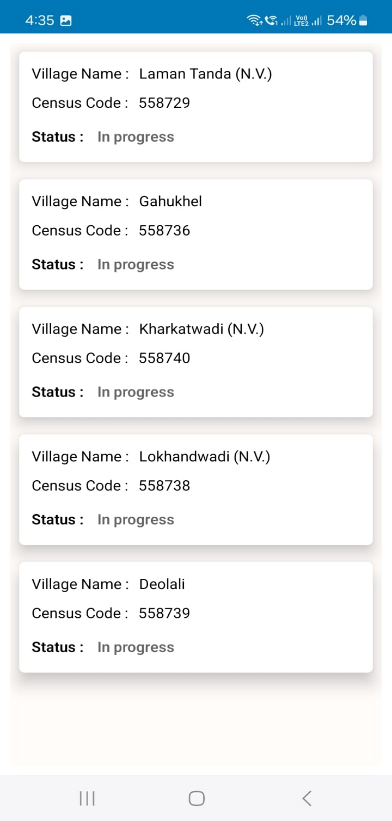 4:35 54%
Village Name : Laman Tanda (N.V.)
Census Code : 558729
Status : In progress
Village Name : Gahukhel
Census Code : 558736
Status : In progress
Village Name : Kharkatwadi (N.V.)
Census Code : 558740
Status : In progress
Village Name : Lokhandwadi (N.V.)
Census Code : 558738
Status : In progress
Village Name : Deolali
Census Code : 558739
Status : In progress